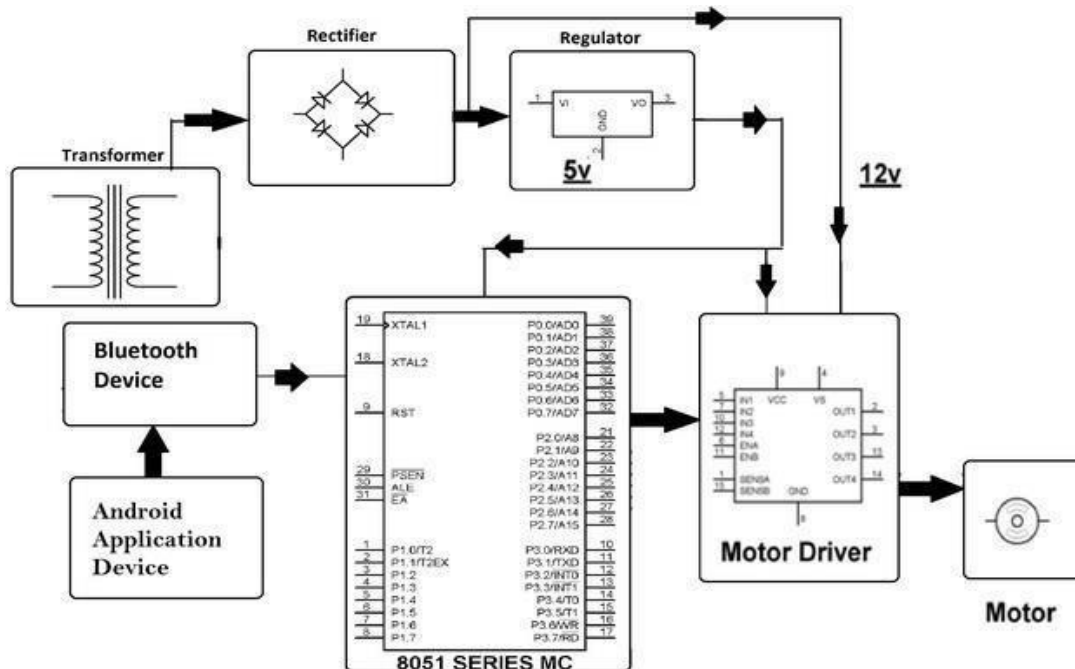 Rectifier
Regulator
Transformer
1
VI
VO
3
GND
2
5v
12v
Bluetooth
Device
Android
Application
Device
19
XTAL1
18
XTAL2
9
RST
29
PSEN
30
ALE
31
EA
1
P1.0/T2
2
P1.1/T2EX
3
P1.2
4
P1.3
5
P1.4
6
P1.5
7
P1.6
8
P1.7
P0.0/AD0
39
P0.1/AD1
38
P0.2/AD2
37
P0.3/AD3
36
P0.4/AD4
35
P0.5/AD5
34
P0.6/AD6
33
P0.7/AD7
32
P2.0/A8
21
P2.1/A9
22
P2.2/A10
23
P2.3/A11
24
P2.4/A12
25
P2.5/A13
26
P2.6/A14
27
P2.7/A15
28
P3.0/RXD
10
P3.1/TXD
11
P3.2/INT0
12
P3.3/INT1
13
P3.4/T0
14
P3.5/T1
15
P3.6/WR
16
P3.7/RD
17
8051 SERIES MC
9
VCC
4
VS
5
IN1
7
IN2
10
IN3
12
IN4
6
ENA
11
ENB
1
SENSA
15
SENSB
OUT1
2
OUT2
3
OUT3
13
OUT4
14
GND
8
Motor Driver
Motor